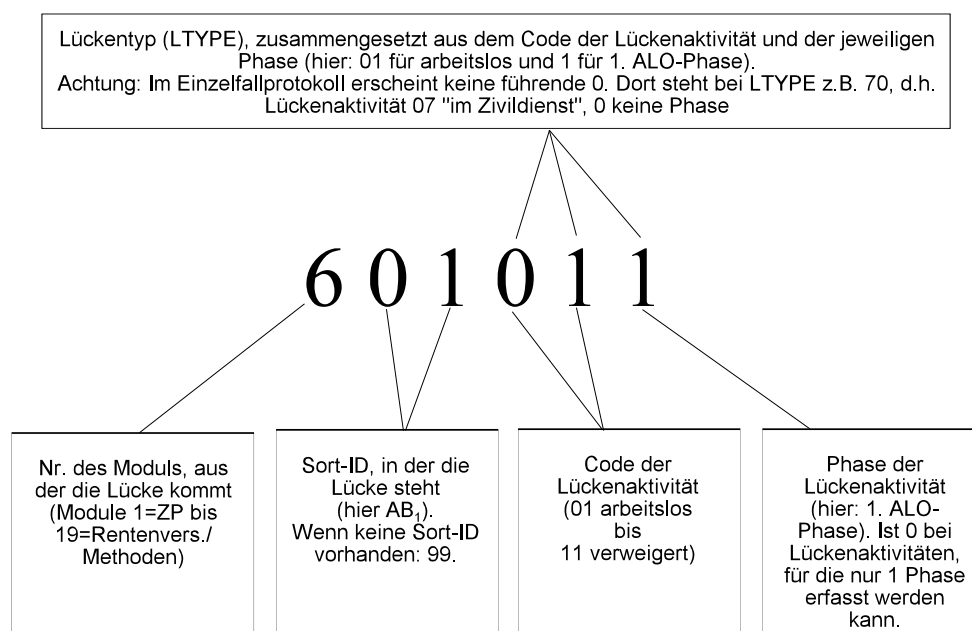 Lückentyp (LTYPE), zusammengesetzt aus dem Code der Lückenaktivität und der jeweiligen
Phase (hier: 01 für arbeitslos und 1 für 1. ALO-Phase).
Achtung: Im Einzelfallprotokoll erscheint keine führende 0. Dort steht bei LTYPE z.B. 70, d.h.
Lückenaktivität 07 "im Zivildienst", 0 keine Phase
6 0 1 0 1 1
Nr. des Moduls, aus
der die Lücke kommt
(Module 1=ZP bis
19=Rentenvers./
Methoden)
Sort-ID, in der die
Lücke steht
(hier AB₁).
Wenn keine Sort-ID
vorhanden: 99.
Code der
Lückenaktivität
(01 arbeitslos
bis
11 verweigert)
Phase der
Lückenaktivität
(hier: 1. ALO-
Phase). Ist 0 bei
Lückenaktivitäten,
für die nur 1 Phase
erfasst werden
kann.